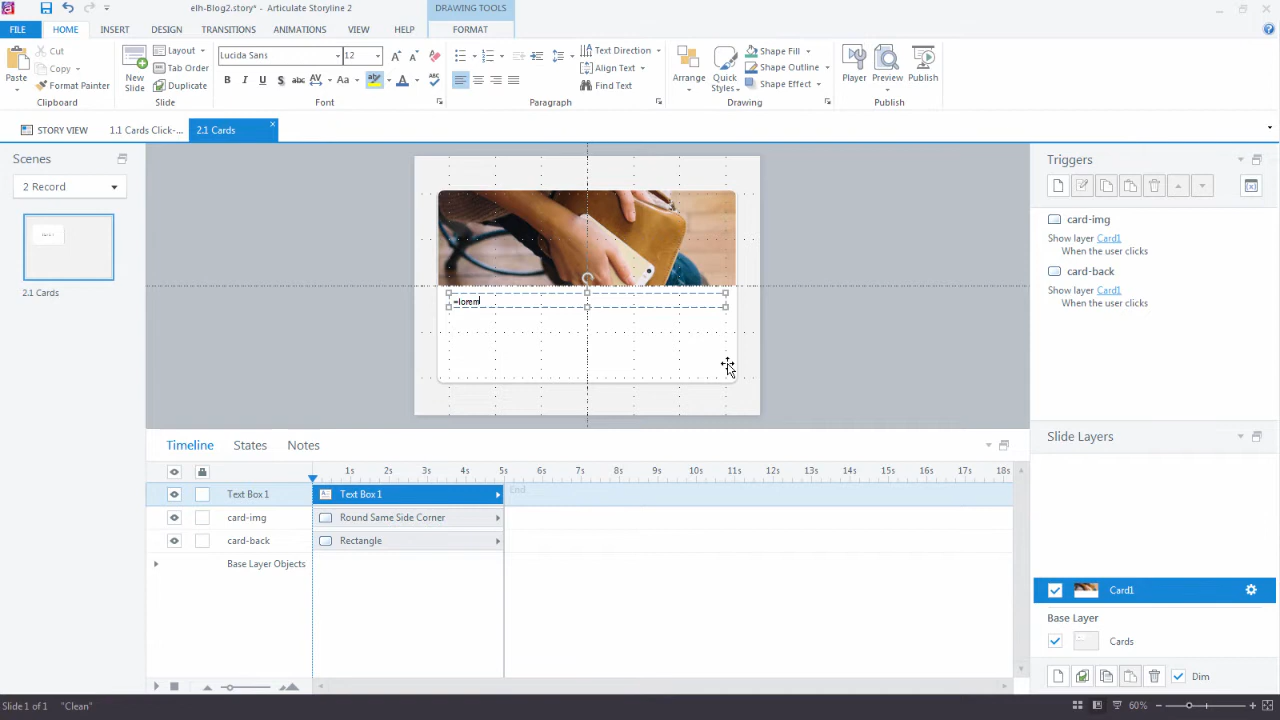 elh-Blog2.story* - Articulate Storyline 2
DRAWING TOOLS
FILE HOME INSERT DESIGN TRANSITIONS ANIMATIONS VIEW HELP FORMAT
Paste
Cut
Copy
Format Painter
Clipboard
New Slide
Layout
Tab Order
Duplicate
Slide
Lucida Sans 12
B I U S abc AV Aa A
Font
Text Direction
Align Text
Find Text
Paragraph
Arrange
Quick Styles
Shape Fill
Shape Outline
Shape Effect
Drawing
Player
Preview
Publish
Publish
STORY VIEW
1.1 Cards Click-...
2.1 Cards
Scenes
2 Record
2.1 Cards
=lorem
Triggers
card-img
Show layer Card1
When the user clicks
card-back
Show layer Card1
When the user clicks
Timeline States Notes
1s 2s 3s 4s 5s 6s 7s 8s 9s 10s 11s 12s 13s 14s 15s 16s 17s 18s
Text Box 1 Text Box 1 End
card-img Round Same Side Corner
card-back Rectangle
Base Layer Objects
Slide Layers
Card1
Base Layer
Cards
Dim
Slide 1 of 1 "Clean"
60%